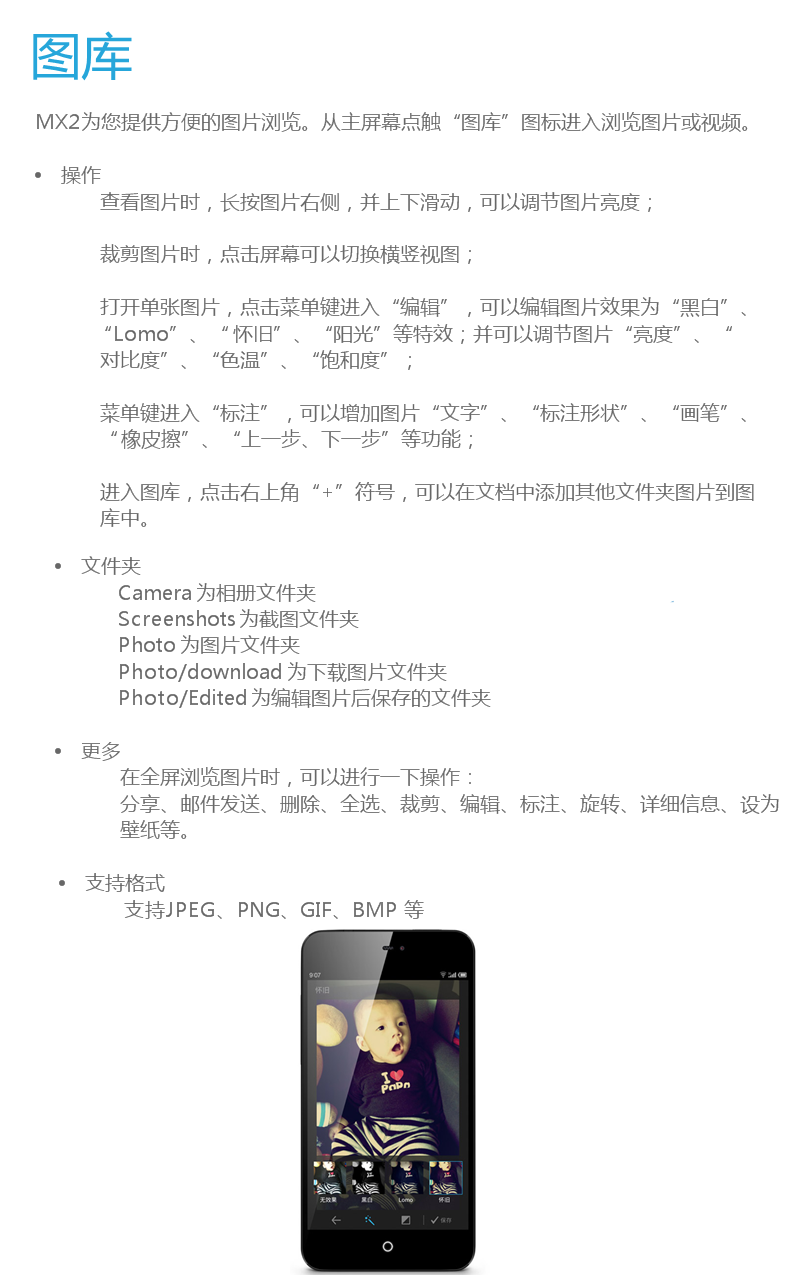 图库
MX2为您提供方便的图片浏览。从主屏幕点触“图库”图标进入浏览图片或视频。
• 操作
查看图片时，长按图片右侧，并上下滑动，可以调节图片亮度；
裁剪图片时，点击屏幕可以切换横竖视图；
打开单张图片，点击菜单键进入“编辑”，可以编辑图片效果为“黑白”、
“Lomo”、“怀旧”、“阳光”等特效；并可以调节图片“亮度”、“
对比度”、“色温”、“饱和度”；
菜单键进入“标注”，可以增加图片“文字”、“标注形状”、“画笔”、
“橡皮擦”、“上一步、下一步”等功能；
进入图库，点击右上角“+”符号，可以在文档中添加其他文件夹图片到图
库中。
• 文件夹
Camera 为相册文件夹
Screenshots 为截图文件夹
Photo 为图片文件夹
Photo/download 为下载图片文件夹
Photo/Edited 为编辑图片后保存的文件夹
• 更多
在全屏浏览图片时，可以进行一下操作：
分享、邮件发送、删除、全选、裁剪、编辑、标注、旋转、详细信息、设为
壁纸等。
• 支持格式
支持JPEG、PNG、GIF、BMP 等
9:07
怀旧
I ♥
PAPA
无效果 黑白 Lomo 怀旧
保存